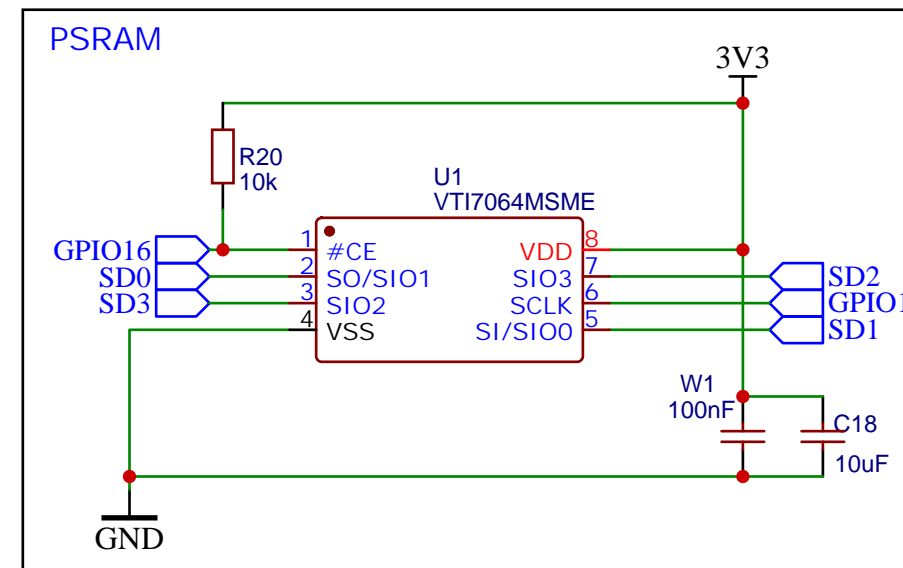 PSRAM
3V3
R20
10k
U1
VTI7064MSME
GPIO16
SD0
SD3
1
2
3
4
#CE
SO/SIO1
SIO2
VSS
VDD
SIO3
SCLK
SI/SIO0
8
7
6
5
SD2
GPIO1
SD1
W1
100nF
C18
10uF
GND